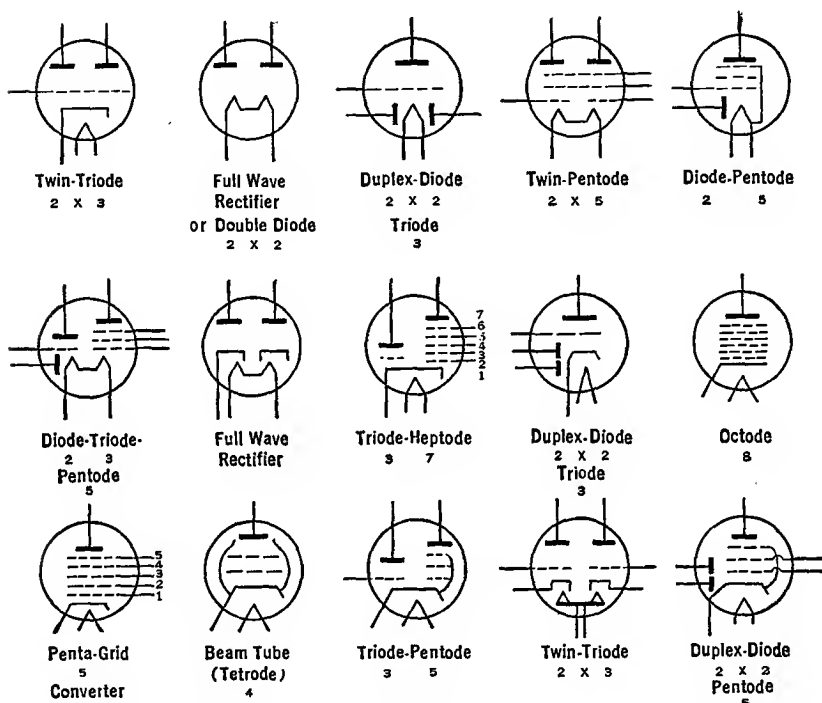 Twin-Triode
2 X 3
Full Wave
Rectifier
or Double Diode
2 X 2
Duplex-Diode
2 X 2
Triode
3
Twin-Pentode
2 X 5
Diode-Pentode
2 5
Diode-Triode-
2 3
Pentode
5
Full Wave
Rectifier
7
6
5
4
3
2
1
Triode-Heptode
3 7
Duplex-Diode
2 X 2
Triode
3
Octode
8
5
4
3
2
1
Penta-Grid
5
Converter
Beam Tube
(Tetrode)
4
Triode-Pentode
3 5
Twin-Triode
2 X 3
Duplex-Diode
2 X 2
Pentode
5